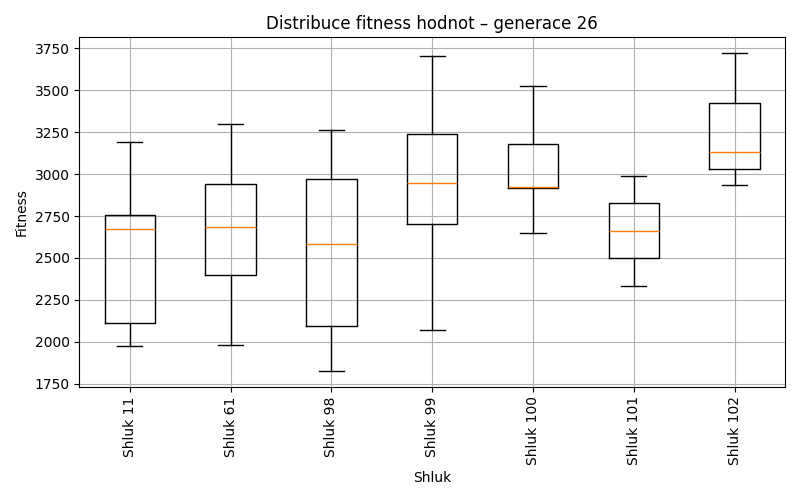 Distribuce fitness hodnot – generace 26
Fitness
3750
3500
3250
3000
2750
2500
2250
2000
1750
Shluk 11
Shluk 61
Shluk 98
Shluk 99
Shluk 100
Shluk 101
Shluk 102
Shluk